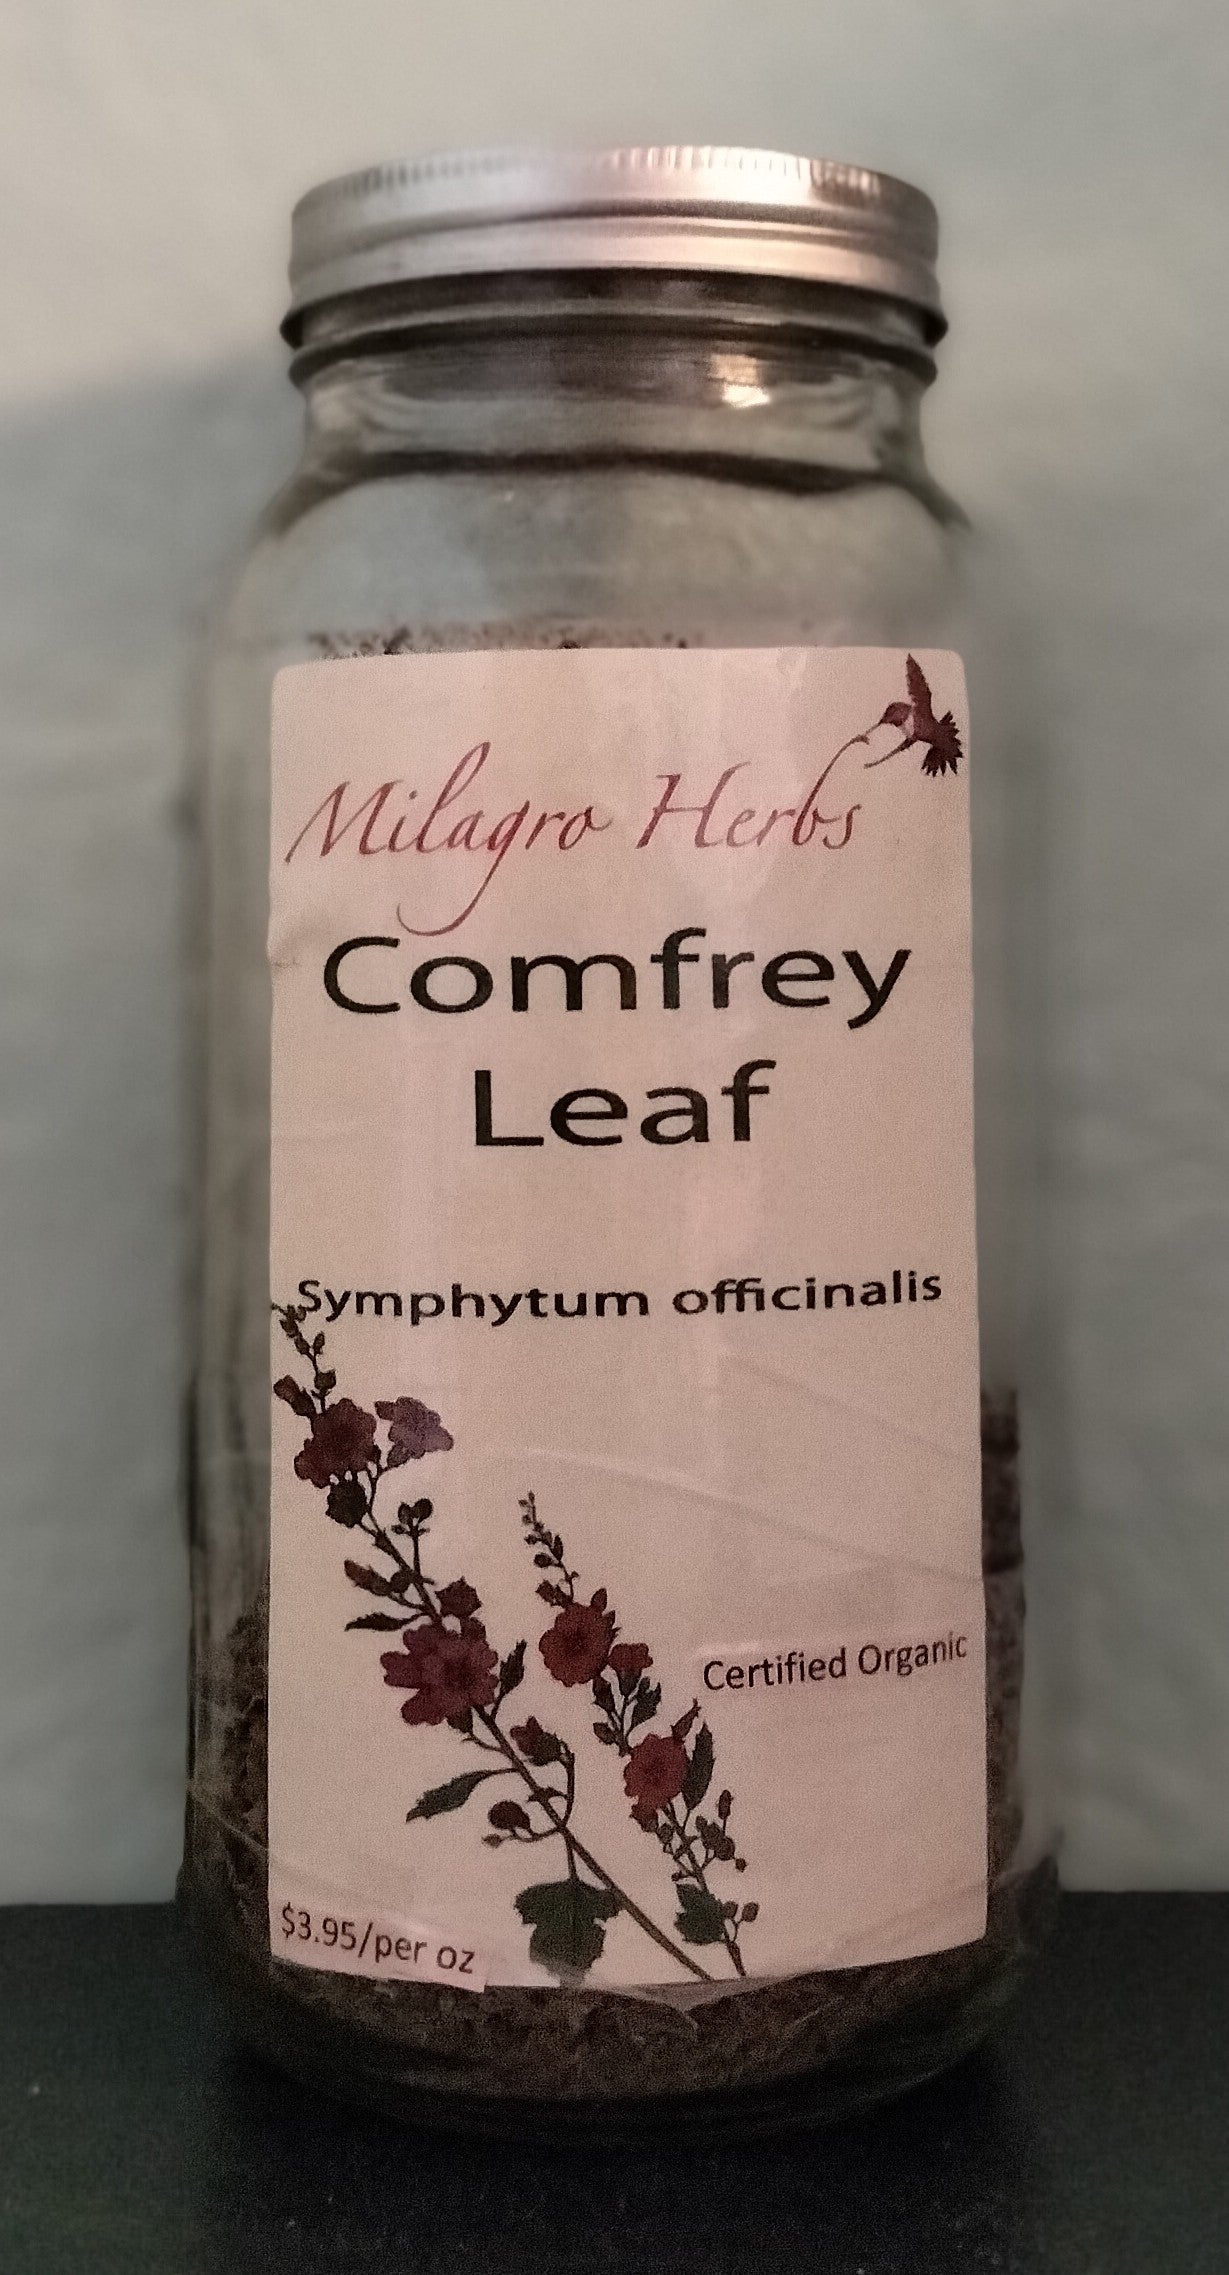 Milagro Herbs
Comfrey
Leaf
Symphytum officinalis
Certified Organic
$3.95/per oz